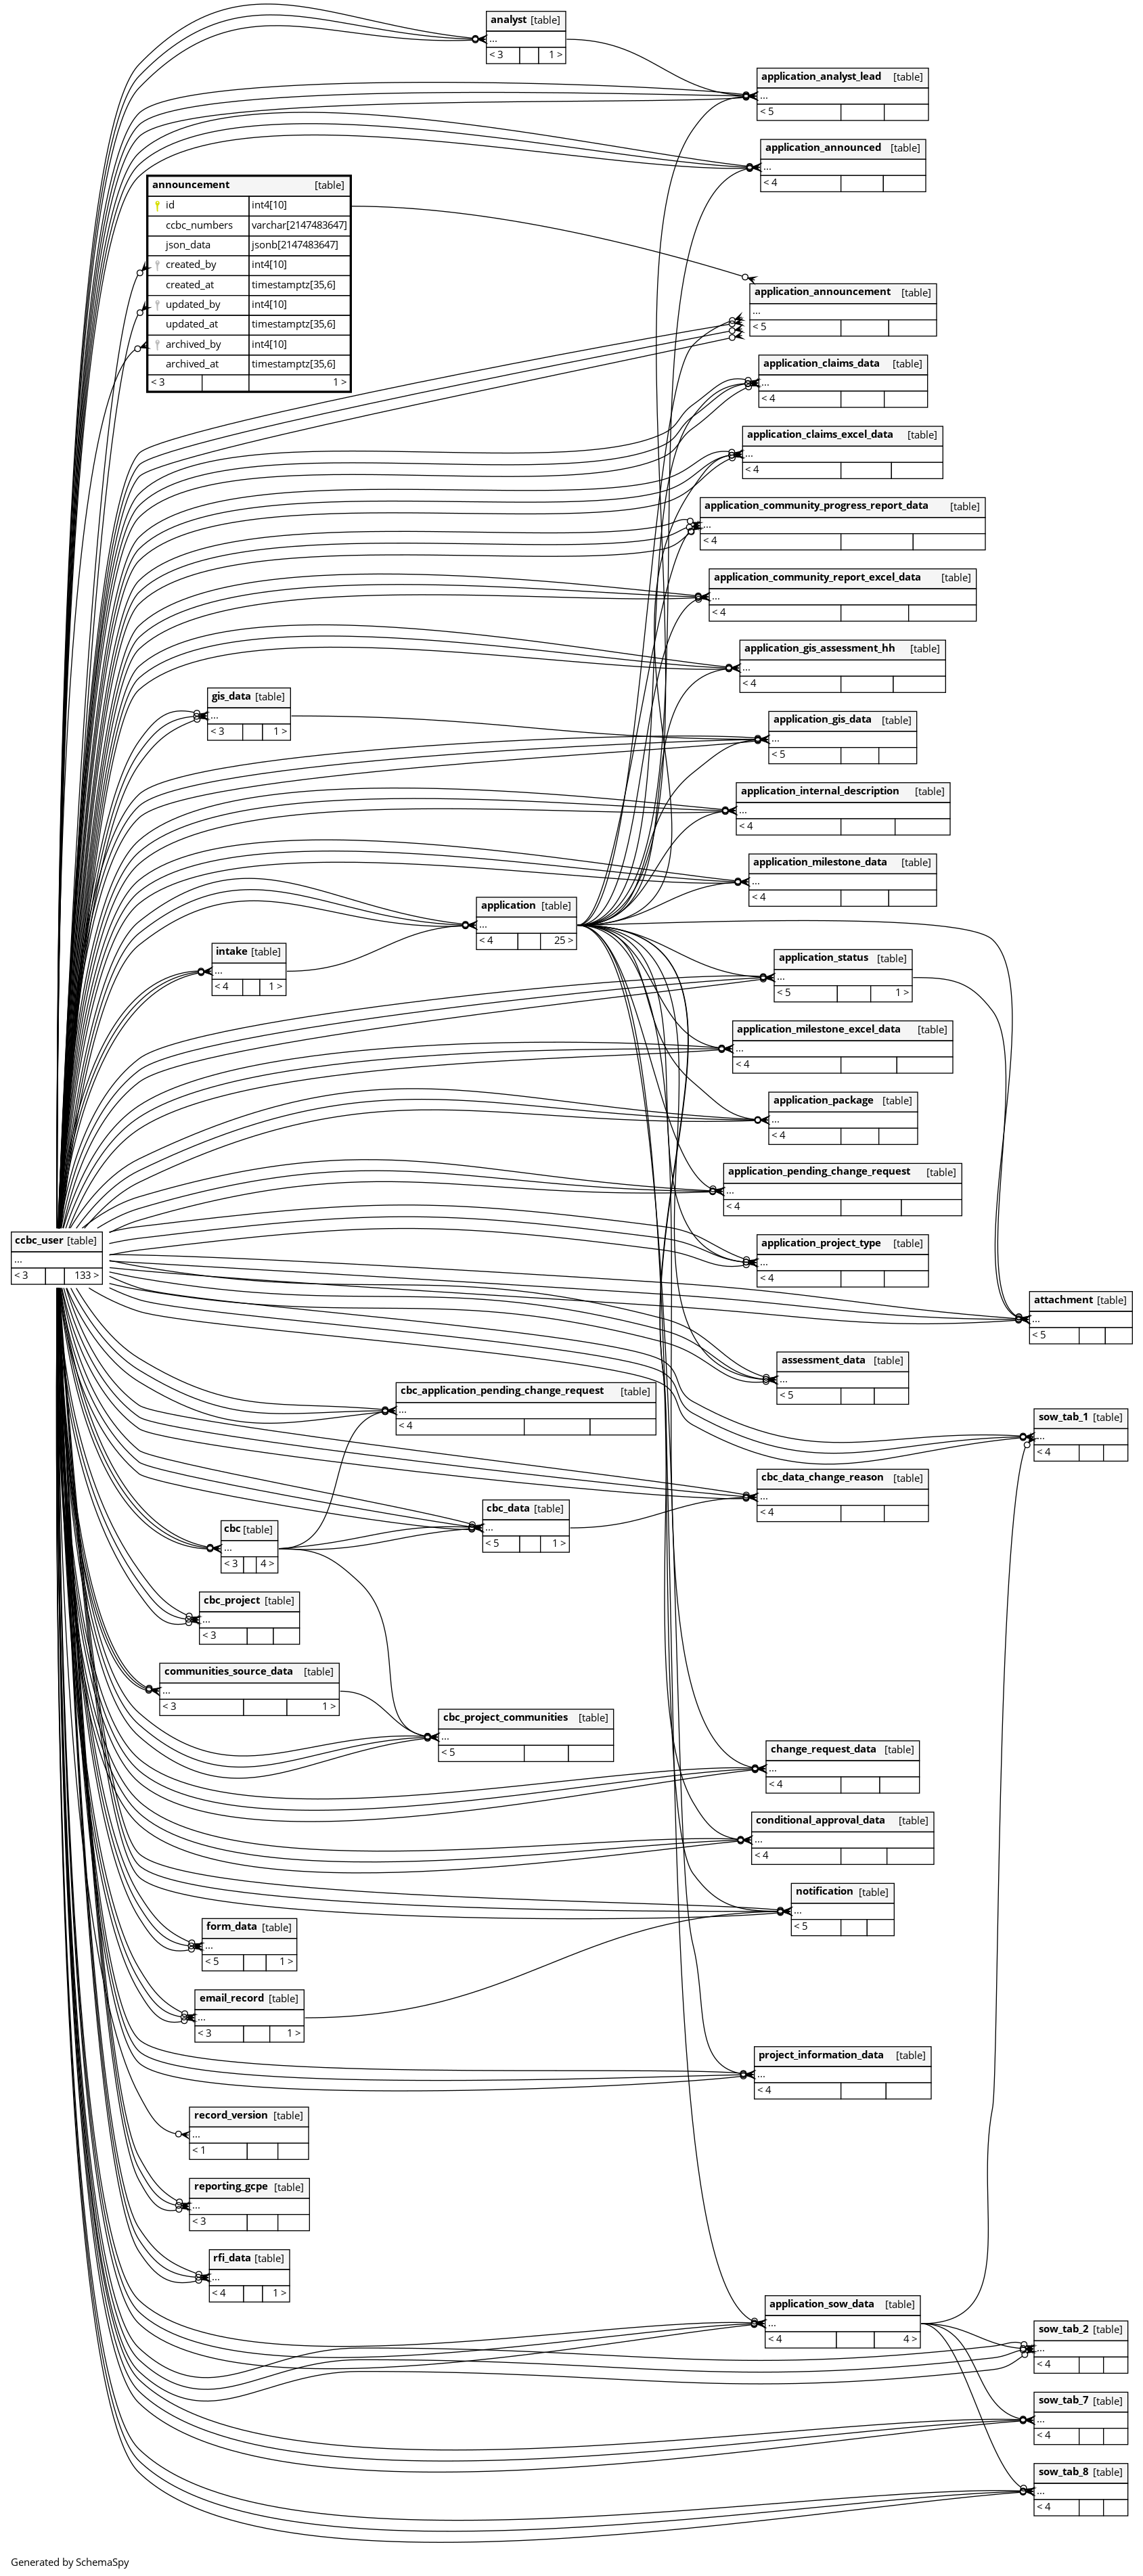 analyst [table]
...
< 3 1 >
application_analyst_lead [table]
...
< 5
application_announced [table]
...
< 4
announcement [table]
id int4[10]
ccbc_numbers varchar[2147483647]
json_data jsonb[2147483647]
created_by int4[10]
created_at timestamptz[35,6]
updated_by int4[10]
updated_at timestamptz[35,6]
archived_by int4[10]
archived_at timestamptz[35,6]
< 3 1 >
application_announcement [table]
...
< 5
application_claims_data [table]
...
< 4
application_claims_excel_data [table]
...
< 4
application_community_progress_report_data [table]
...
< 4
application_community_report_excel_data [table]
...
< 4
application_gis_assessment_hh [table]
...
< 4
gis_data [table]
...
< 3 1 >
application_gis_data [table]
...
< 5
application_internal_description [table]
...
< 4
application_milestone_data [table]
...
< 4
application [table]
...
< 4 25 >
intake [table]
...
< 4 1 >
application_status [table]
...
< 5 1 >
application_milestone_excel_data [table]
...
< 4
application_package [table]
...
< 4
application_pending_change_request [table]
...
< 4
ccbc_user [table]
...
< 3 133 >
application_project_type [table]
...
< 4
attachment [table]
...
< 5
assessment_data [table]
...
< 5
cbc_application_pending_change_request [table]
...
< 4
sow_tab_1 [table]
...
< 4
cbc_data_change_reason [table]
...
< 4
cbc_data [table]
...
< 5 1 >
cbc [table]
...
< 3 4 >
cbc_project [table]
...
< 3
communities_source_data [table]
...
< 3 1 >
cbc_project_communities [table]
...
< 5
change_request_data [table]
...
< 4
conditional_approval_data [table]
...
< 4
notification [table]
...
< 5
form_data [table]
...
< 5 1 >
email_record [table]
...
< 3 1 >
project_information_data [table]
...
< 4
record_version [table]
...
< 1
reporting_gcpe [table]
...
< 3
rfi_data [table]
...
< 4 1 >
application_sow_data [table]
...
< 4 4 >
sow_tab_2 [table]
...
< 4
sow_tab_7 [table]
...
< 4
sow_tab_8 [table]
...
< 4
Generated by SchemaSpy